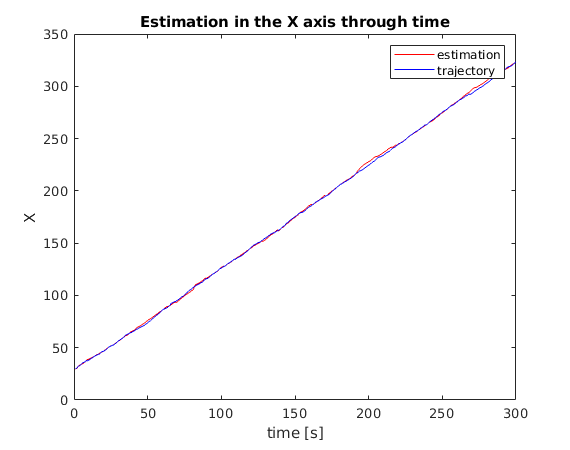 Estimation in the X axis through time
350
300
250
200
150
100
50
0
X
estimation
trajectory
0 50 100 150 200 250 300
time [s]